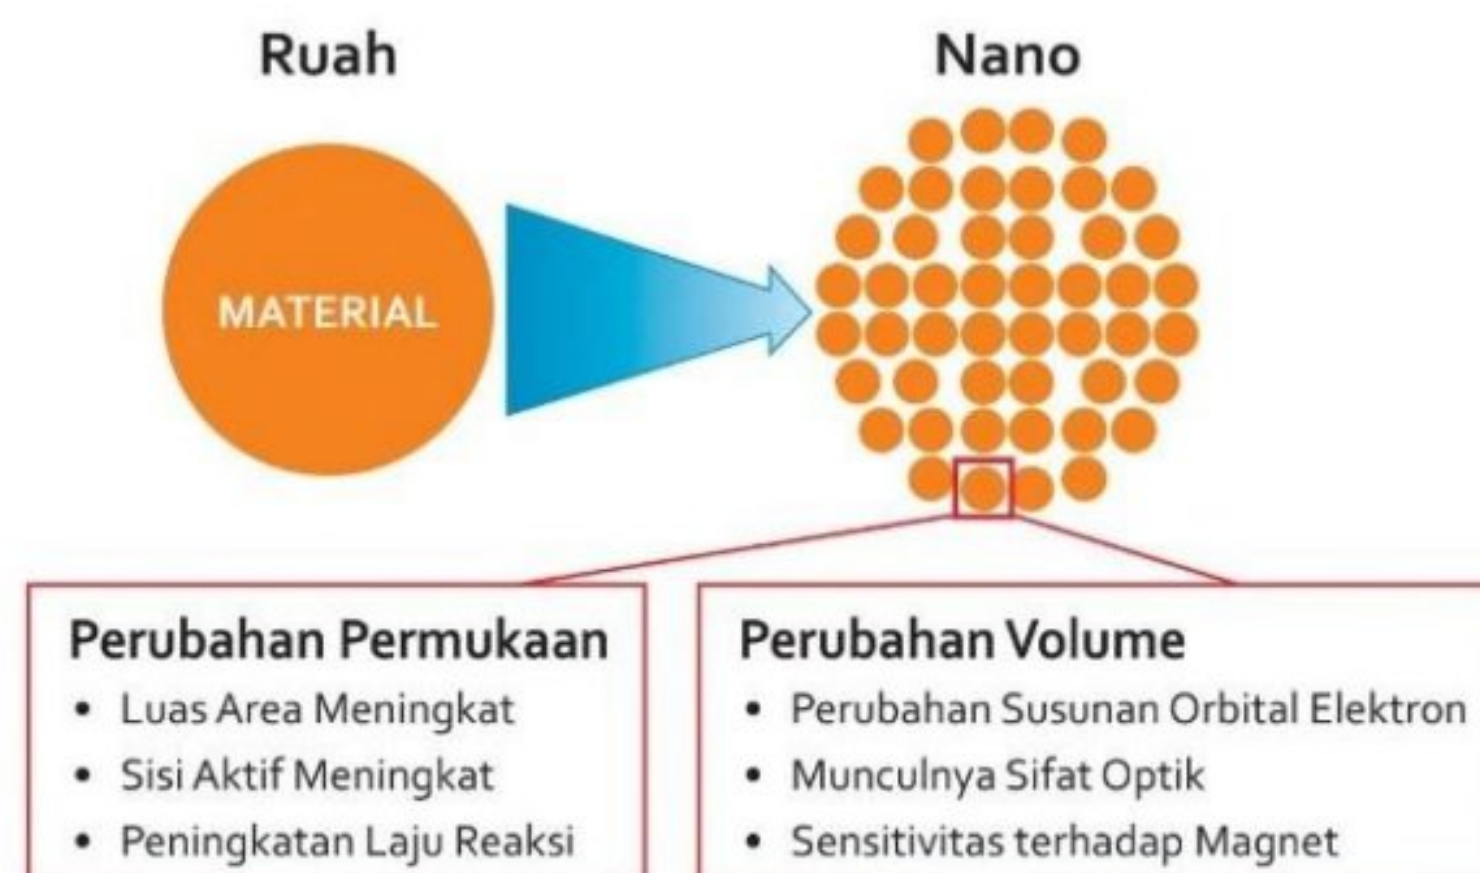 Ruah
Nano
MATERIAL
Perubahan Permukaan
• Luas Area Meningkat
• Sisi Aktif Meningkat
• Peningkatan Laju Reaksi
Perubahan Volume
• Perubahan Susunan Orbital Elektron
• Munculnya Sifat Optik
• Sensitivitas terhadap Magnet